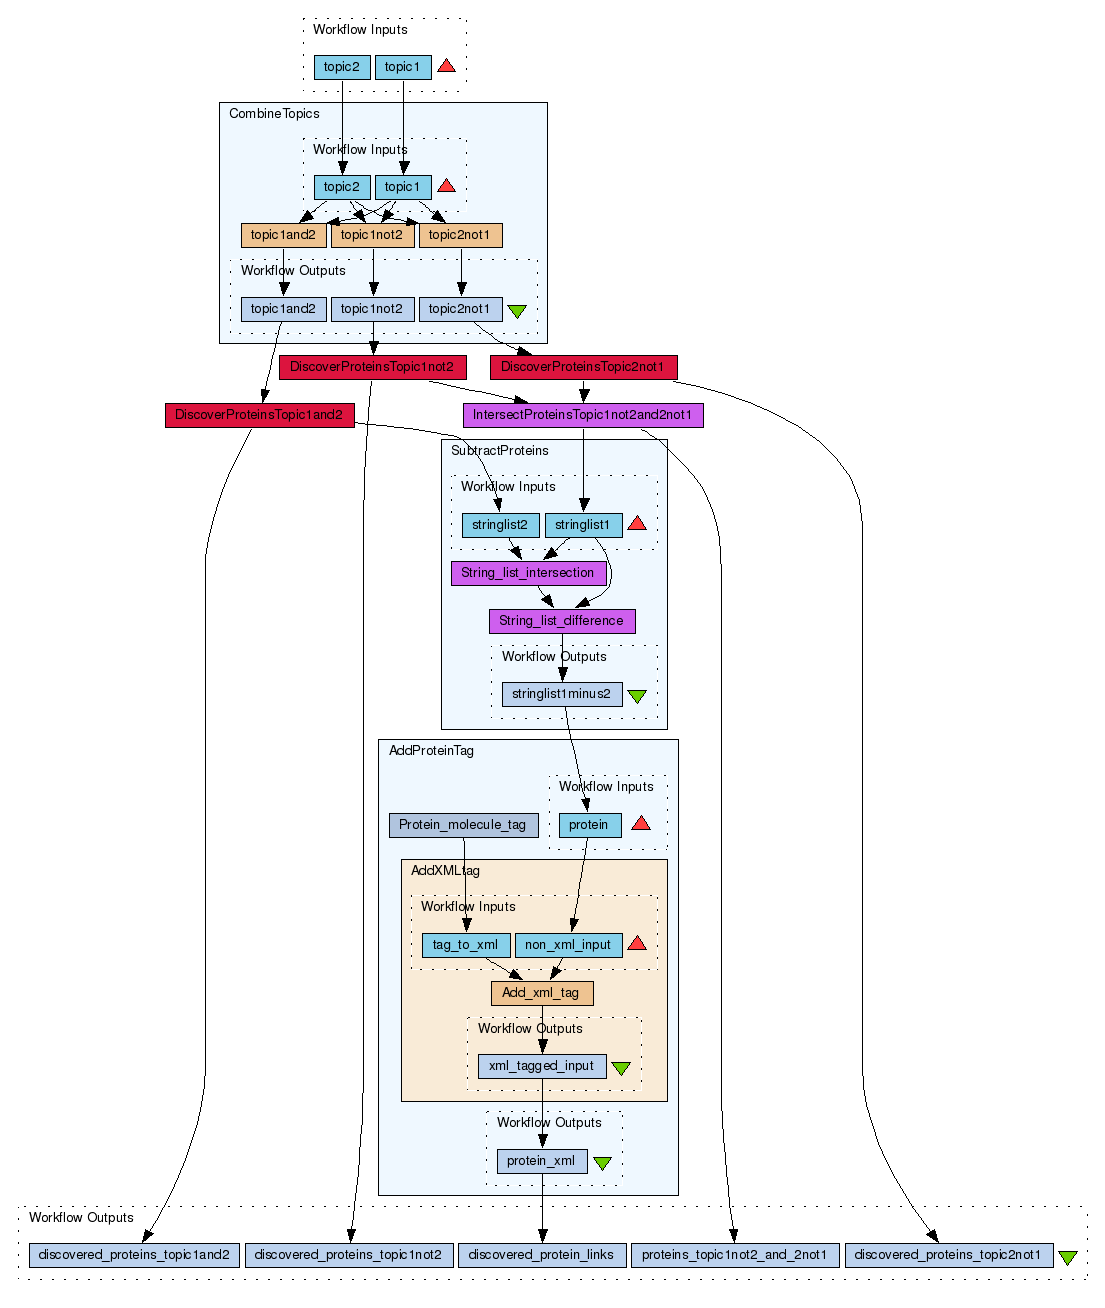 Workflow Inputs
topic2 topic1
CombineTopics
Workflow Inputs
topic2 topic1
topic1and2 topic1not2 topic2not1
Workflow Outputs
topic1and2 topic1not2 topic2not1
DiscoverProteinsTopic1not2 DiscoverProteinsTopic2not1
DiscoverProteinsTopic1and2 IntersectProteinsTopic1not2and2not1
SubtractProteins
Workflow Inputs
stringlist2 stringlist1
String_list_intersection
String_list_difference
Workflow Outputs
stringlist1minus2
AddProteinTag
Workflow Inputs
Protein_molecule_tag protein
AddXMLtag
Workflow Inputs
tag_to_xml non_xml_input
Add_xml_tag
Workflow Outputs
xml_tagged_input
Workflow Outputs
protein_xml
Workflow Outputs
discovered_proteins_topic1and2 discovered_proteins_topic1not2 discovered_protein_links proteins_topic1not2_and_2not1 discovered_proteins_topic2not1